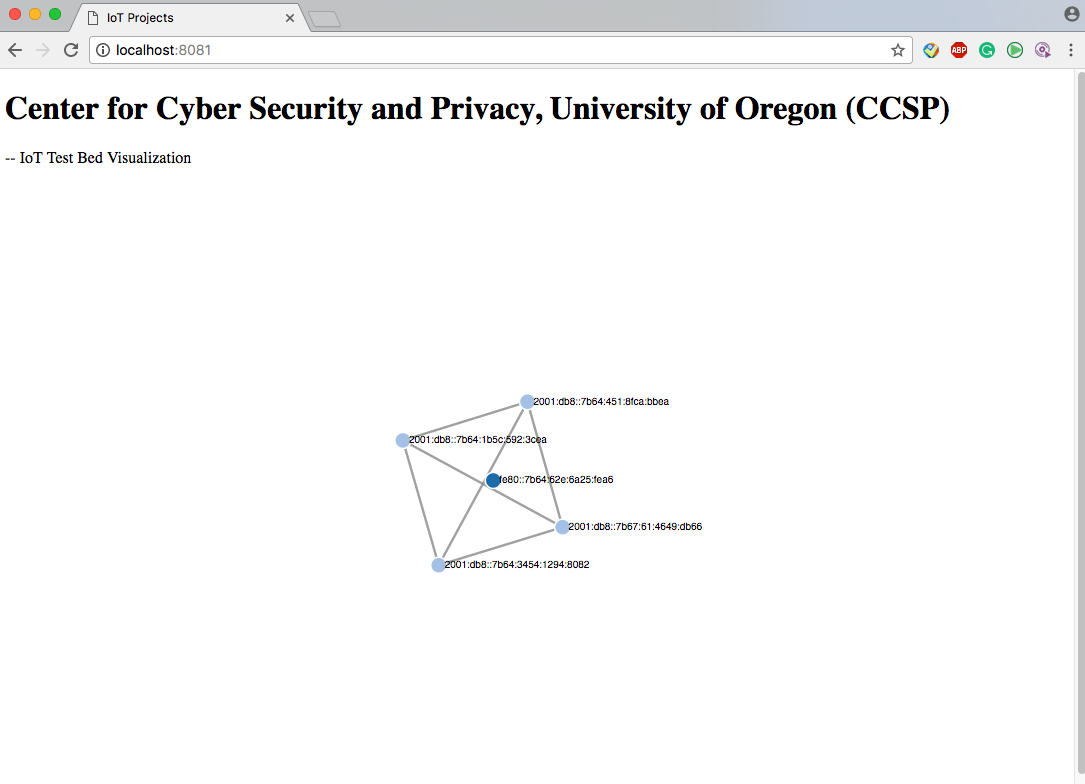 IoT Projects
localhost:8081
ABP
Center for Cyber Security and Privacy, University of Oregon (CCSP)
-- IoT Test Bed Visualization
2001:db8::7b64:451:8fca:bbea
2001:db8::7b64:1b5c:592:3cea
fe80::7b64:62e:6a25:fea6
2001:db8::7b67:61:4649:db66
2001:db8::7b64:3454:1294:8082